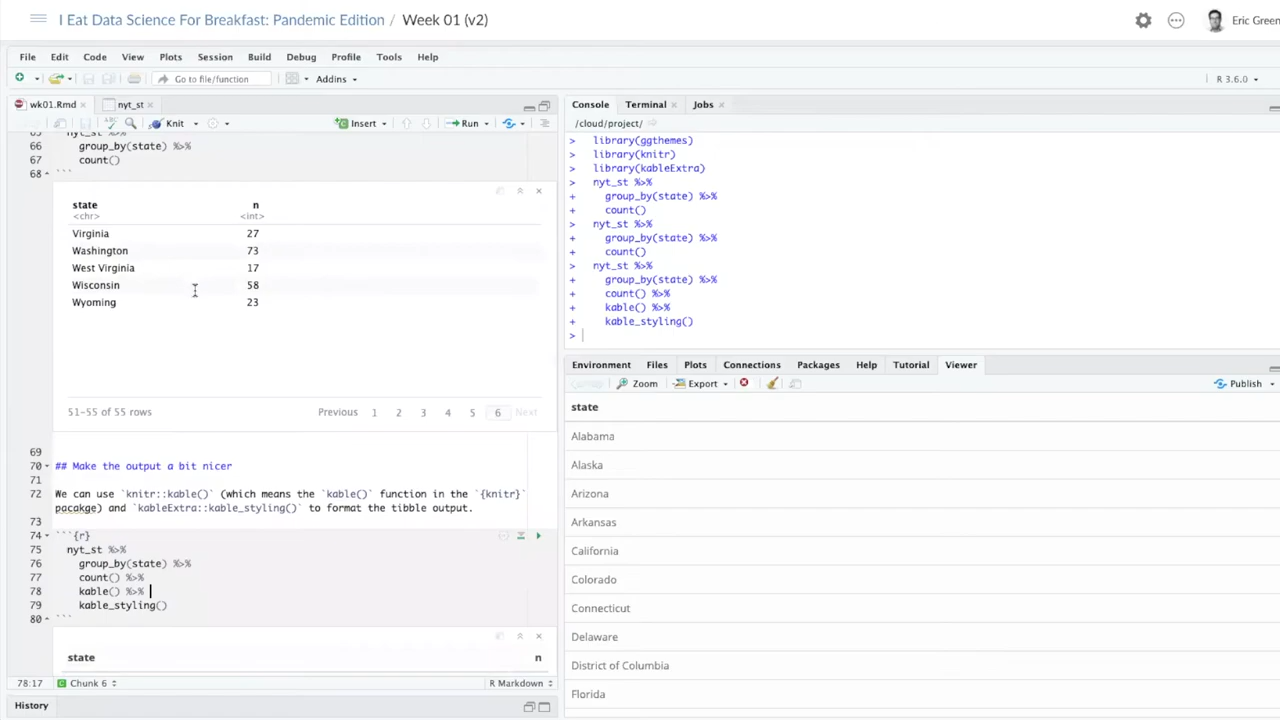 I Eat Data Science For Breakfast: Pandemic Edition / Week 01 (v2)
Eric Green
File Edit Code View Plots Session Build Debug Profile Tools Help
Go to file/function
Addins
R 3.6.0
wk01.Rmd
nyt_st
Knit
Insert
Run
65 nyt_st %>%
66 group_by(state) %>%
67 count()
68 ```
state n
<chr> <int>
Virginia 27
Washington 73
West Virginia 17
Wisconsin 58
Wyoming 23
51-55 of 55 rows
Previous 1 2 3 4 5 6 Next
69
70 ## Make the output a bit nicer
71
72 We can use `knitr::kable()` (which means the `kable()` function in the `{knitr}`
pacakge) and `kableExtra::kable_styling()` to format the tibble output.
73
74 ```{r}
75 nyt_st %>%
76 group_by(state) %>%
77 count() %>%
78 kable() %>%
79 kable_styling()
80 ```
state n
78:17 Chunk 6
R Markdown
History
Console Terminal Jobs
/cloud/project/
> library(ggthemes)
> library(knitr)
> library(kableExtra)
> nyt_st %>%
+ group_by(state) %>%
+ count()
> nyt_st %>%
+ group_by(state) %>%
+ count()
> nyt_st %>%
+ group_by(state) %>%
+ count() %>%
+ kable() %>%
+ kable_styling()
>
Environment Files Plots Connections Packages Help Tutorial Viewer
Zoom
Export
Publish
state
Alabama
Alaska
Arizona
Arkansas
California
Colorado
Connecticut
Delaware
District of Columbia
Florida